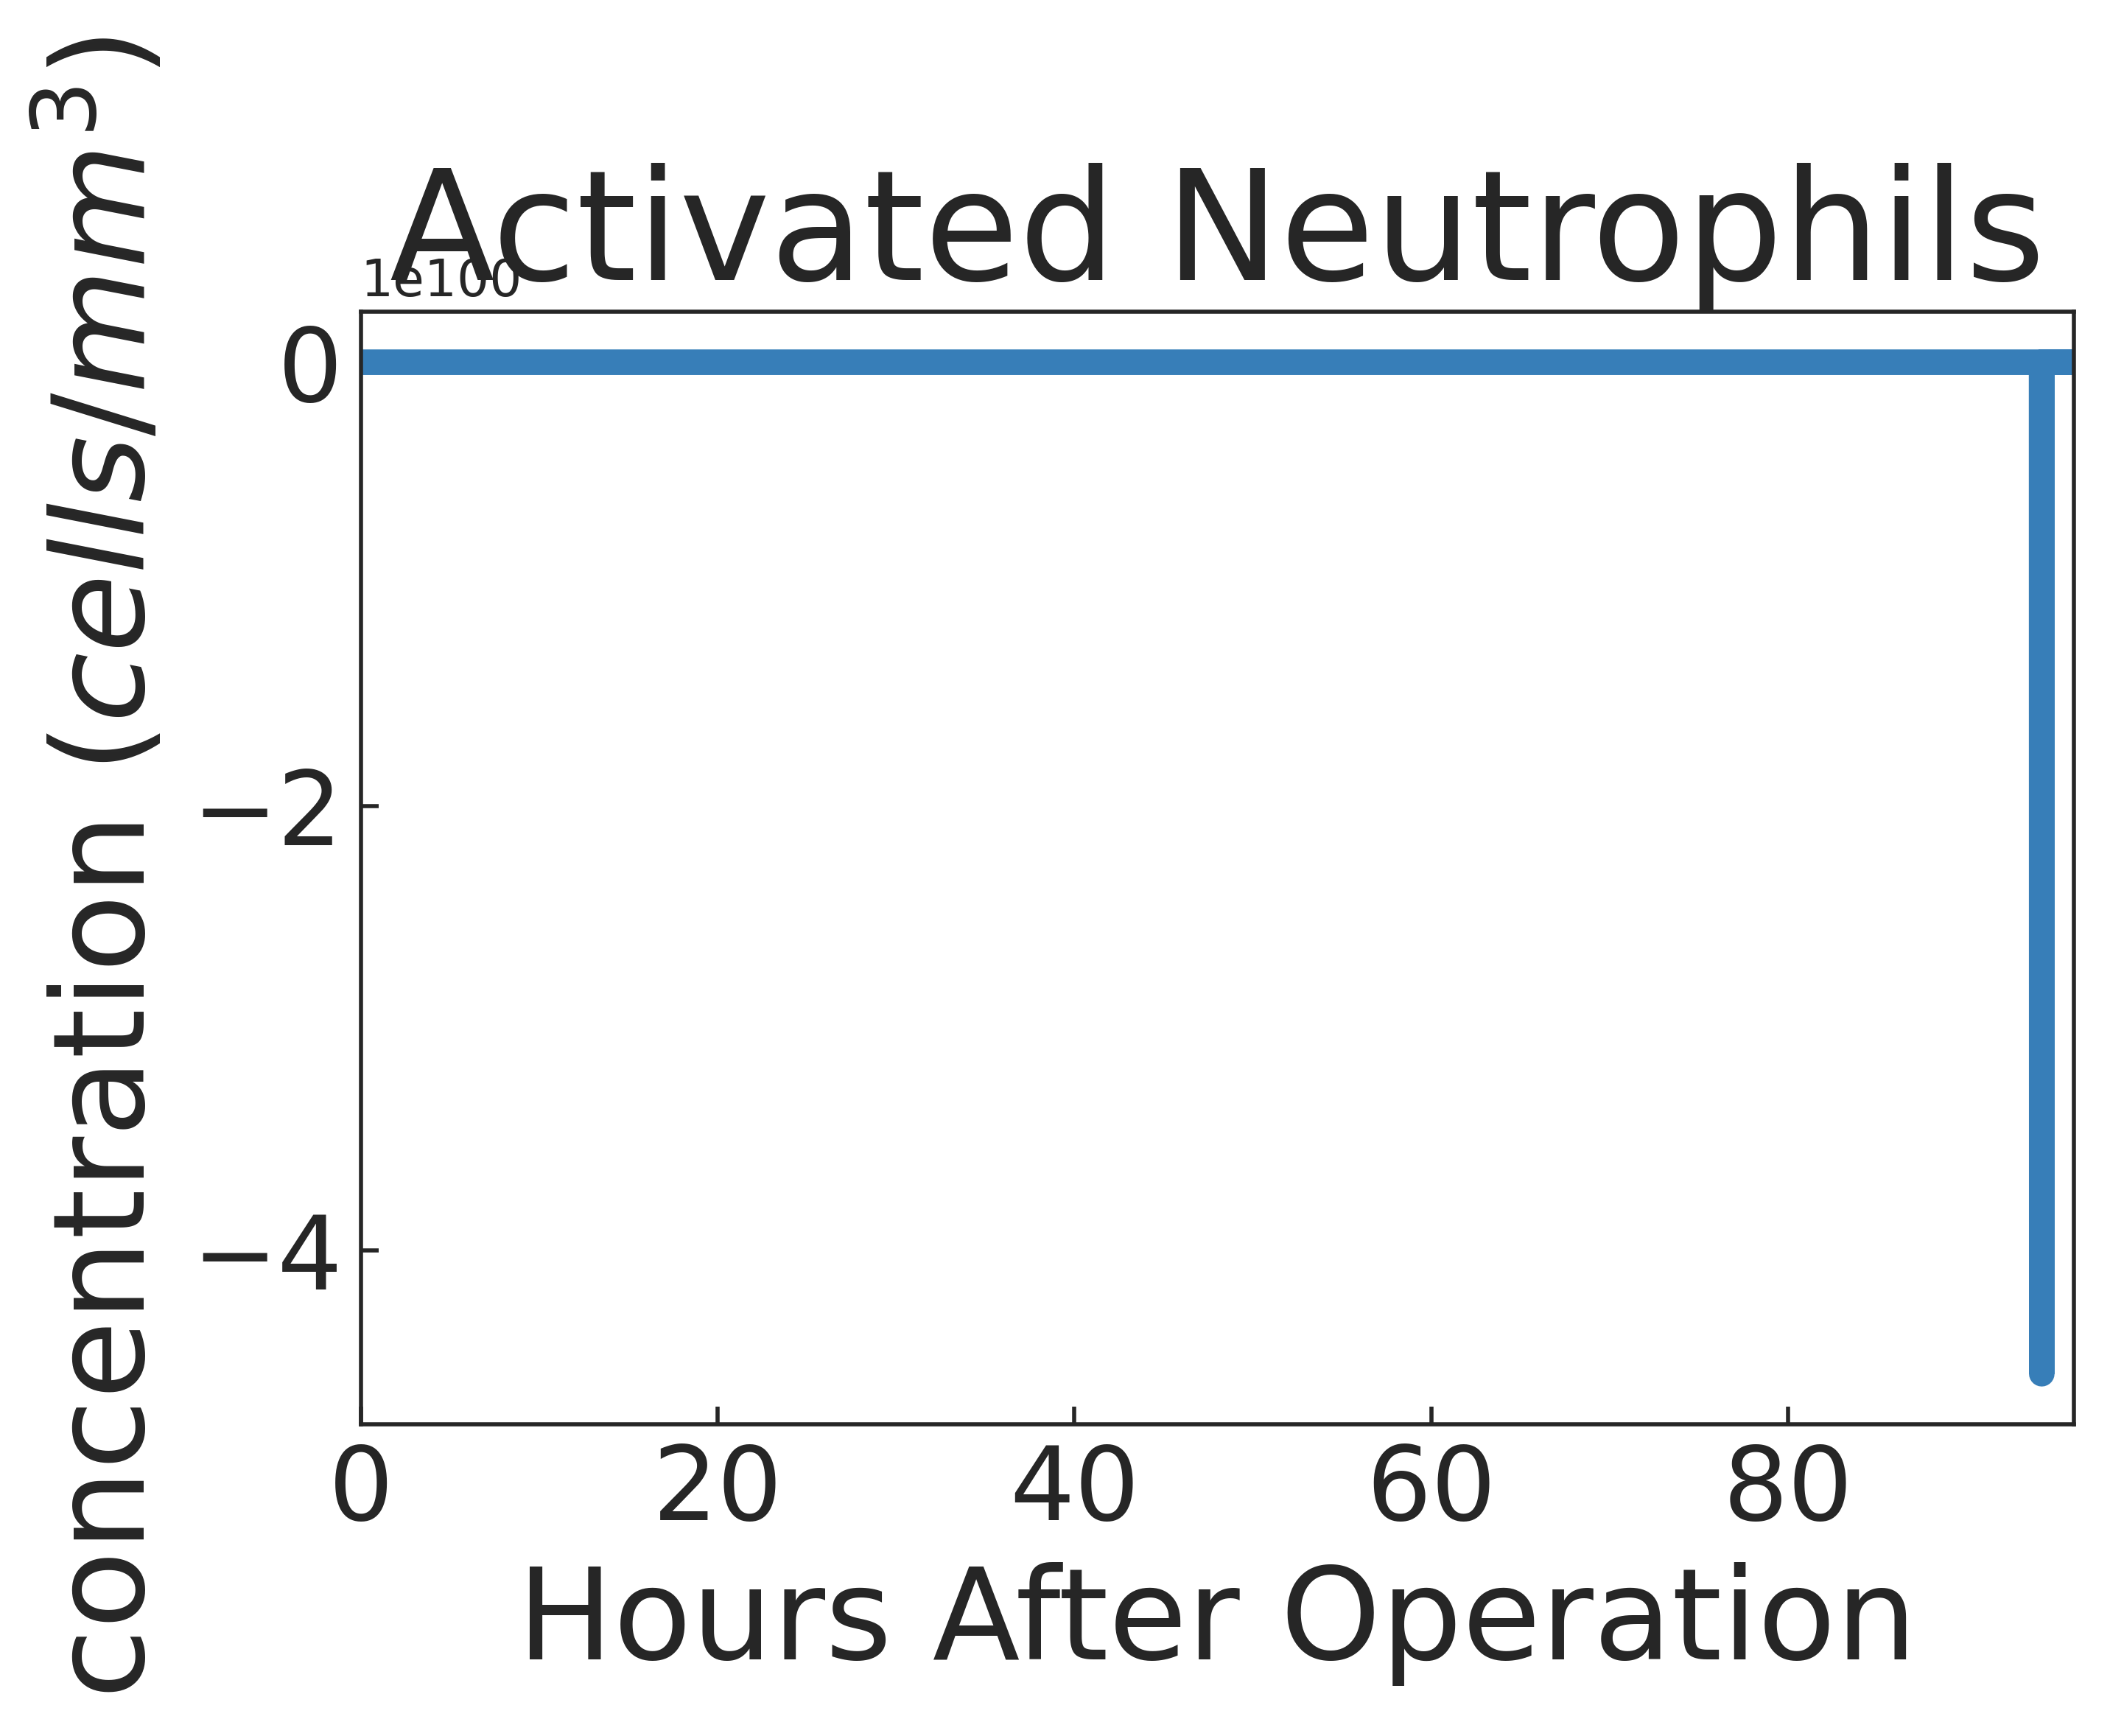 Activated Neutrophils
1e100
0
−2
−4
concentration (cells/mm³)
0 20 40 60 80
Hours After Operation